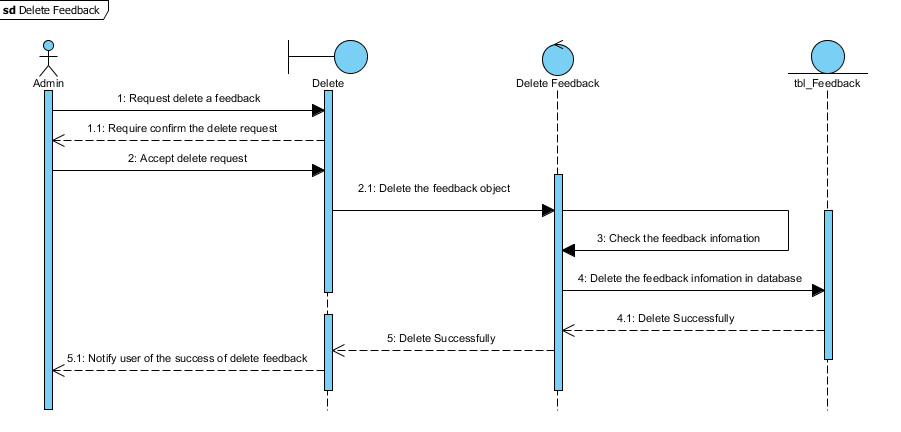 sd Delete Feedback
Admin
Delete
Delete Feedback
tbl_Feedback
1: Request delete a feedback
1.1: Require confirm the delete request
2: Accept delete request
2.1: Delete the feedback object
3: Check the feedback infomation
4: Delete the feedback infomation in database
4.1: Delete Successfully
5: Delete Successfully
5.1: Notify user of the success of delete feedback